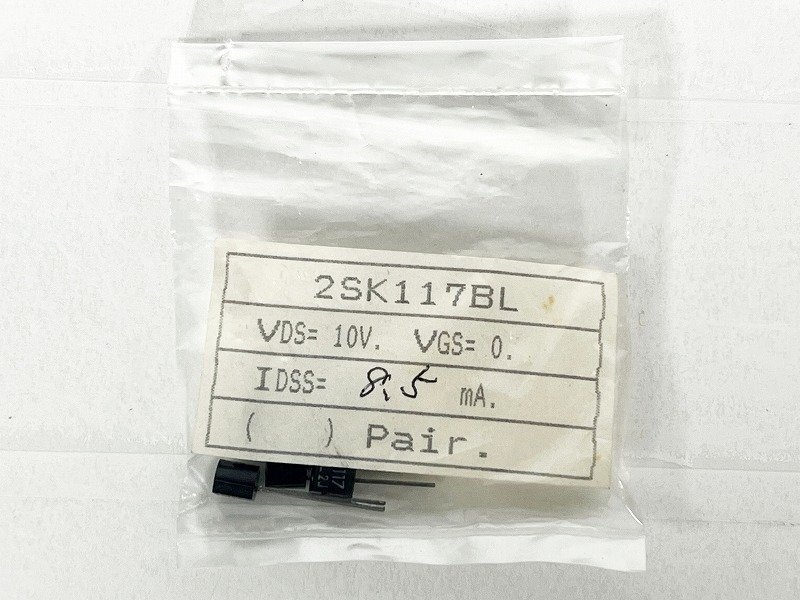 2SK117BL
VDS= 10V. VGS= 0.
IDSS= 8.5 mA.
( ) Pair.